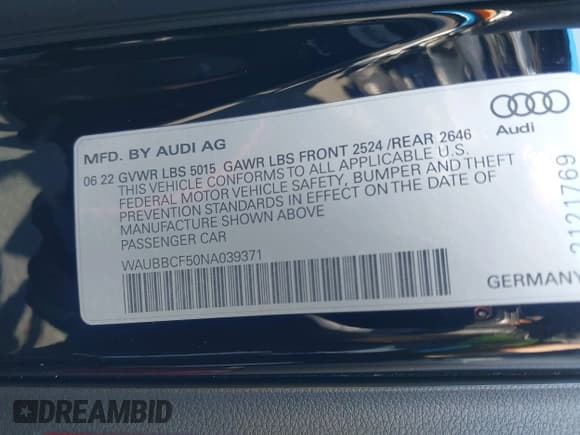 MFD. BY AUDI AG
06 22 GVWR LBS 5015 GAWR LBS FRONT 2524 /REAR 2646
THIS VEHICLE CONFORMS TO ALL APPLICABLE U.S.
FEDERAL MOTOR VEHICLE SAFETY, BUMPER AND THEFT
PREVENTION STANDARDS IN EFFECT ON THE DATE OF
MANUFACTURE SHOWN ABOVE
PASSENGER CAR
WAUBBCF50NA039371
Audi
2121769
GERMANY
DREAMBID